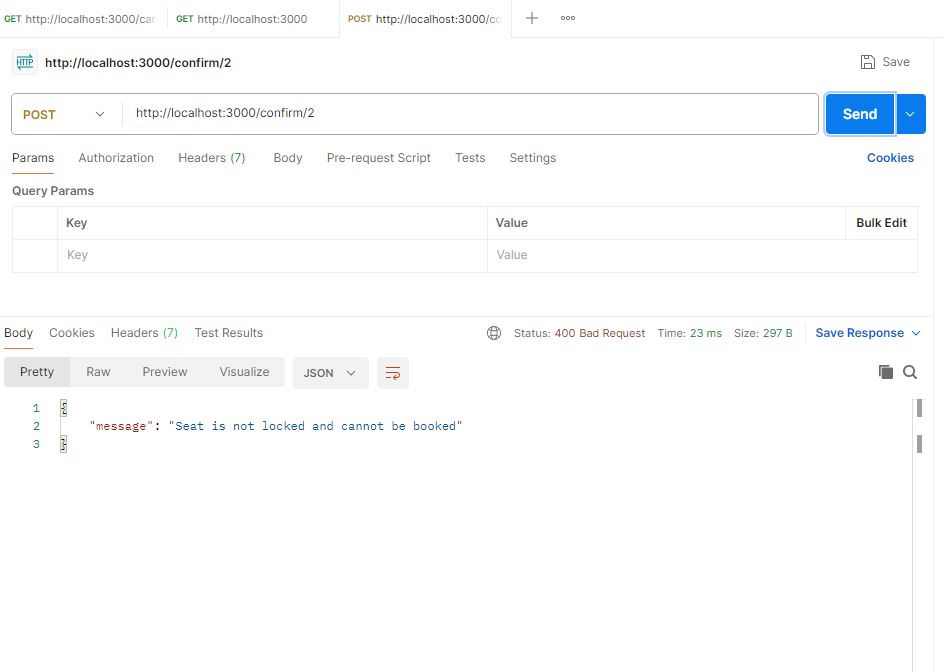 GET http://localhost:3000/car GET http://localhost:3000 POST http://localhost:3000/co
HTTP http://localhost:3000/confirm/2 Save
POST http://localhost:3000/confirm/2 Send
Params Authorization Headers (7) Body Pre-request Script Tests Settings Cookies
Query Params
Key Value Bulk Edit
Key Value
Body Cookies Headers (7) Test Results Status: 400 Bad Request Time: 23 ms Size: 297 B Save Response
Pretty Raw Preview Visualize JSON
1 {
2 "message": "Seat is not locked and cannot be booked"
3 }